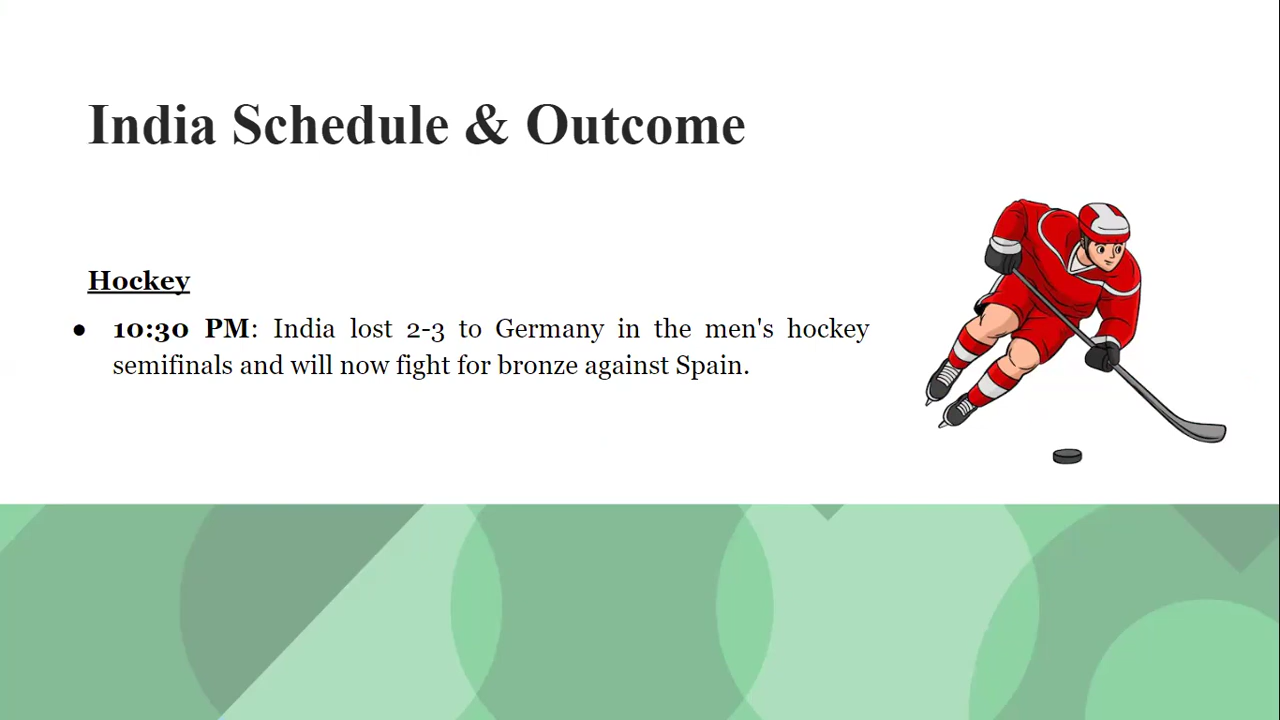 India Schedule & Outcome
Hockey
● 10:30 PM: India lost 2-3 to Germany in the men's hockey
semifinals and will now fight for bronze against Spain.